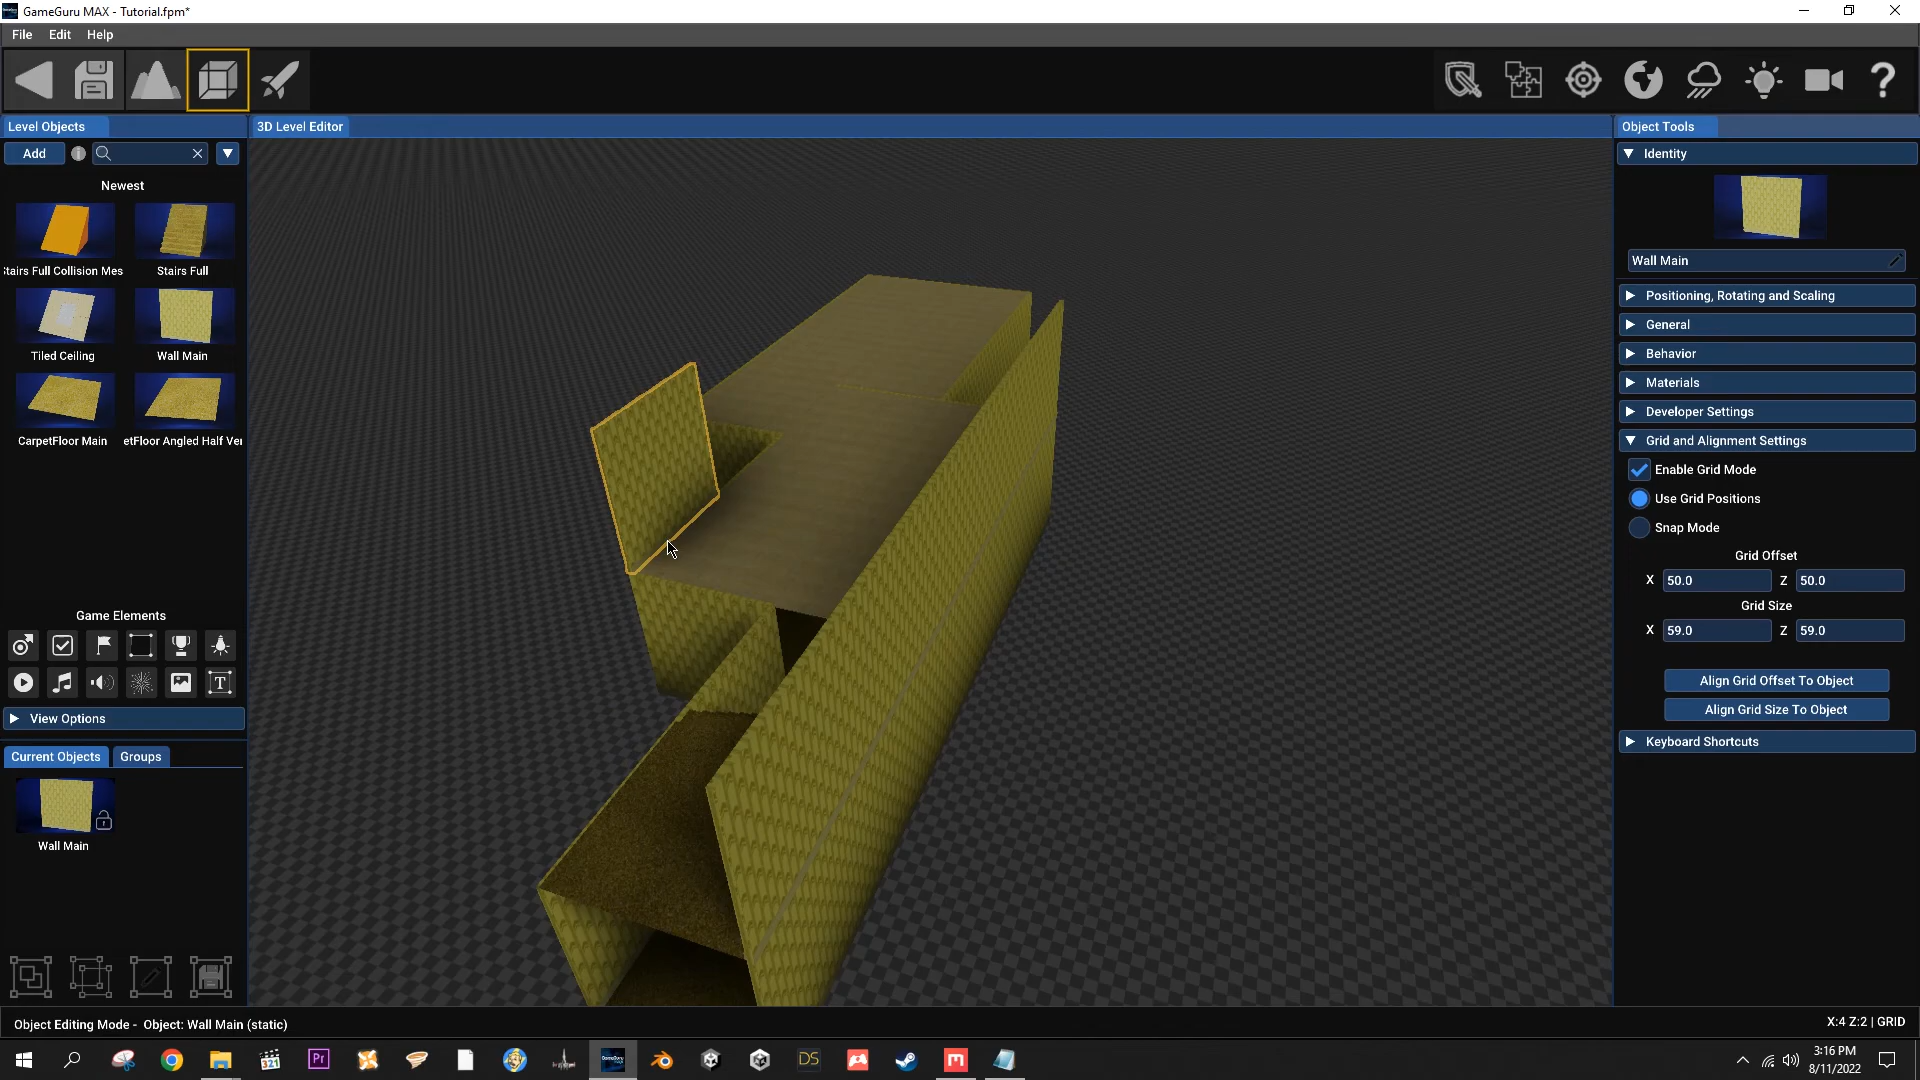 GameGuru MAX - Tutorial.fpm*
File Edit Help
Level Objects
3D Level Editor
Object Tools
Add
Identity
Newest
Stairs Full Collision Mes
Stairs Full
Tiled Ceiling
Wall Main
CarpetFloor Main
etFloor Angled Half Ver
Wall Main
Positioning, Rotating and Scaling
General
Behavior
Materials
Developer Settings
Grid and Alignment Settings
Enable Grid Mode
Use Grid Positions
Snap Mode
Grid Offset
X 50.0 Z 50.0
Grid Size
X 59.0 Z 59.0
Align Grid Offset To Object
Align Grid Size To Object
Keyboard Shortcuts
Game Elements
View Options
Current Objects Groups
Wall Main
Object Editing Mode - Object: Wall Main (static)
X:4 Z:2 | GRID
3:16 PM
8/11/2022